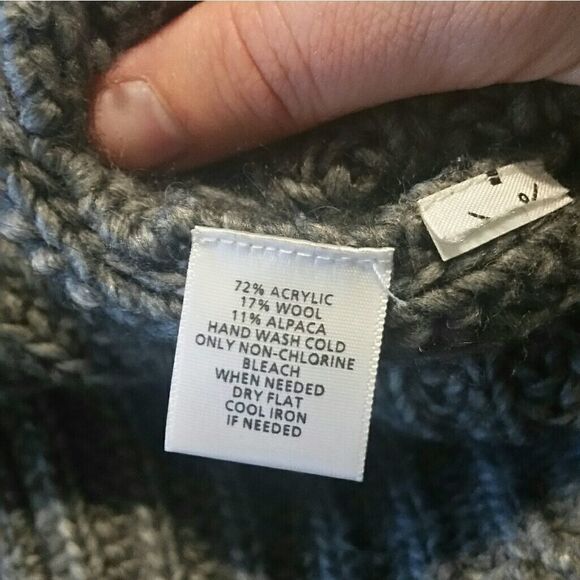 72% ACRYLIC
17% WOOL
11% ALPACA
HAND WASH COLD
ONLY NON-CHLORINE
BLEACH
WHEN NEEDED
DRY FLAT
COOL IRON
IF NEEDED